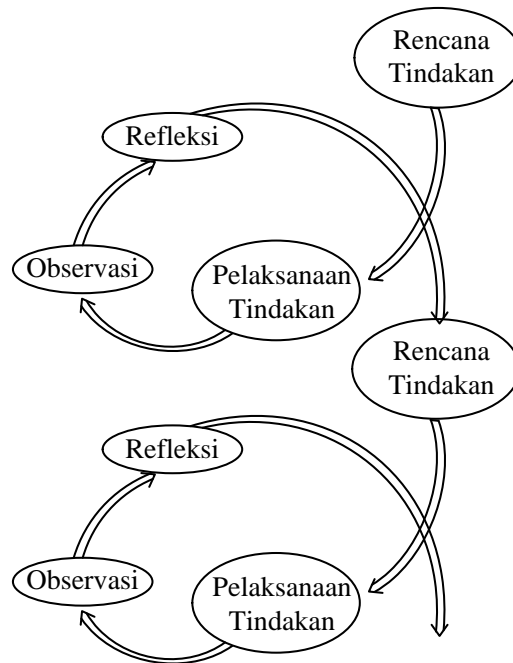 Rencana
Tindakan
Refleksi
Observasi
Pelaksanaan
Tindakan
Rencana
Tindakan
Refleksi
Observasi
Pelaksanaan
Tindakan